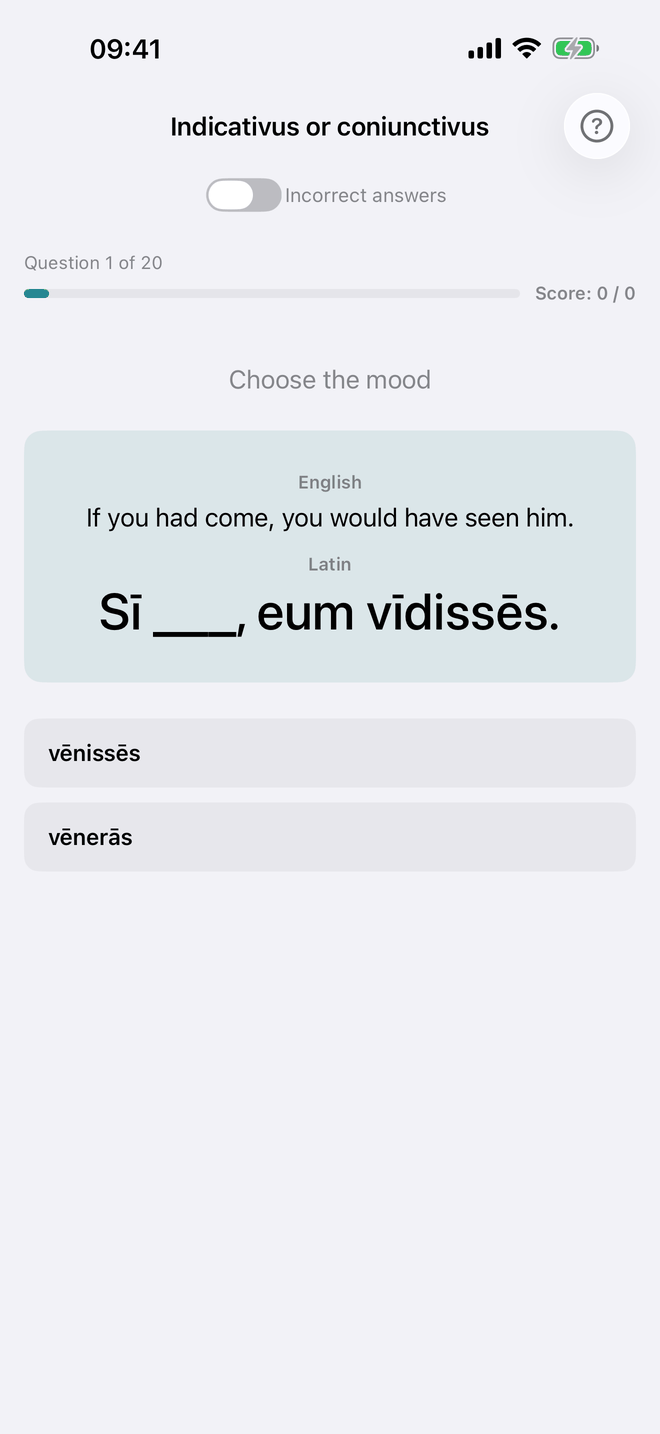 09:41
Indicativus or coniunctivus
?
Incorrect answers
Question 1 of 20
Score: 0 / 0
Choose the mood
English
If you had come, you would have seen him.
Latin
Sī ____, eum vīdissēs.
vēnissēs
vēnerās